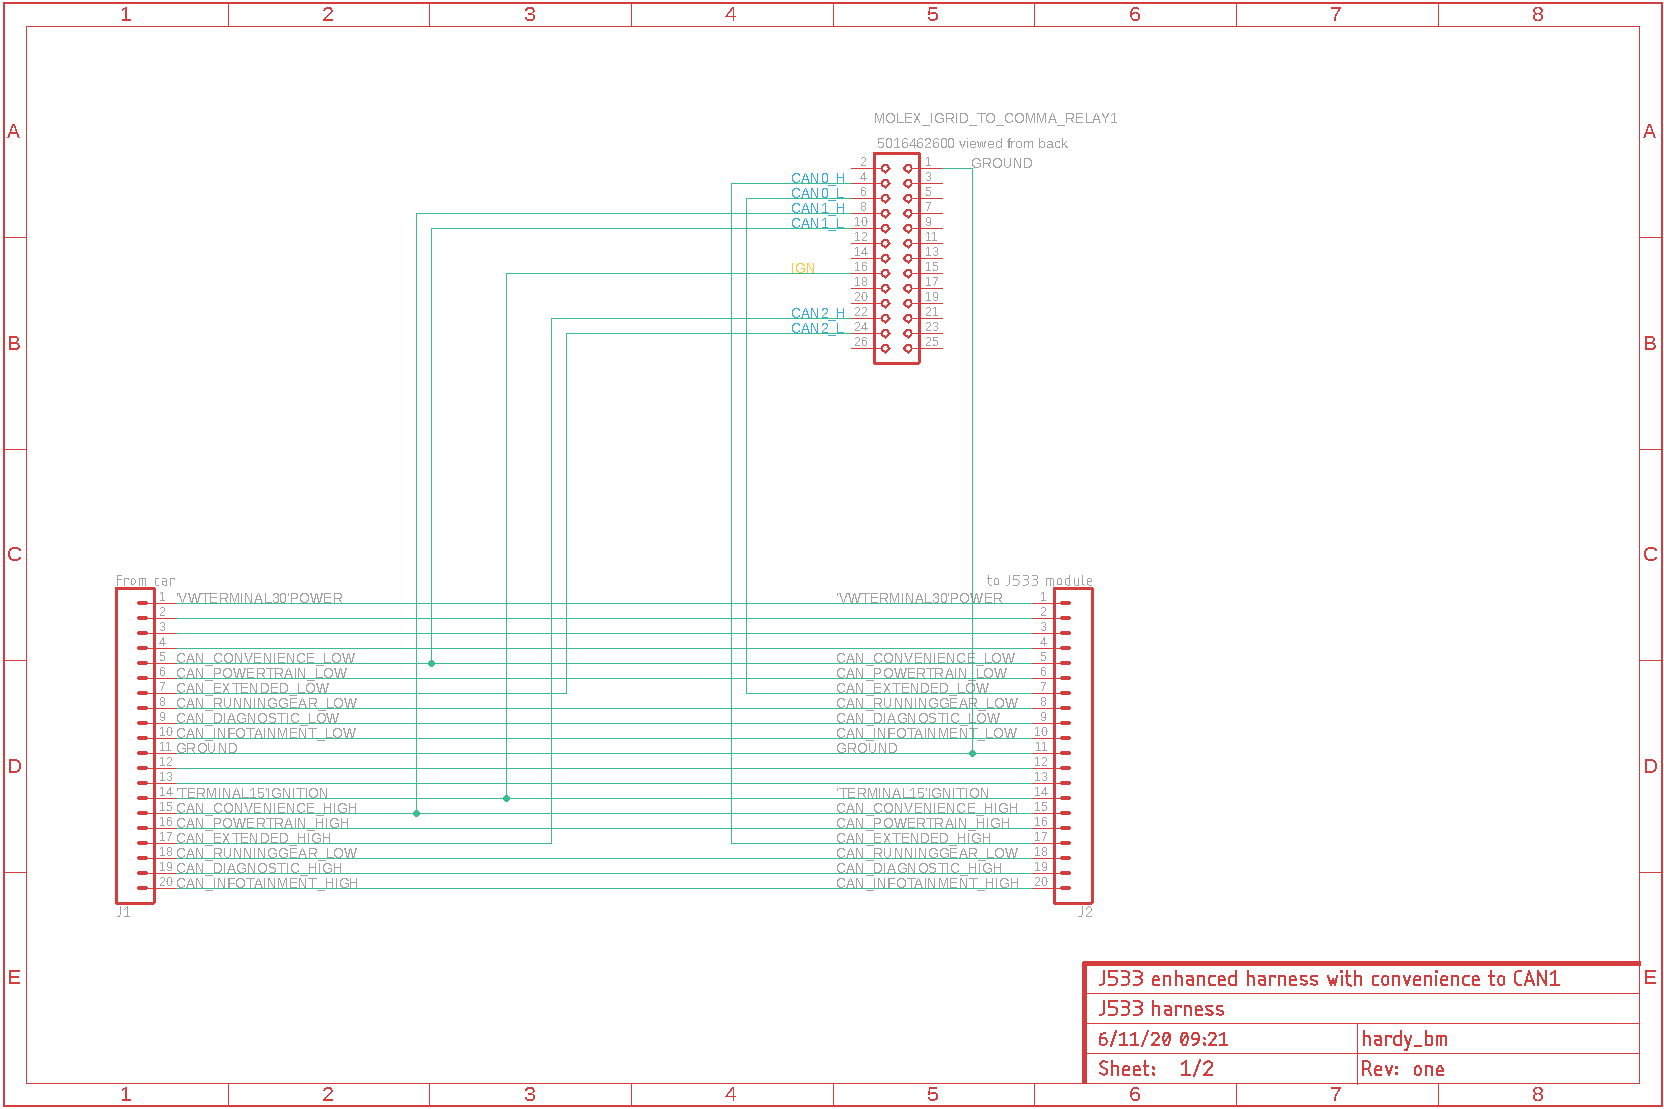 1 2 3 4 5 6 7 8
A A
B B
C C
D D
E E
MOLEX_IGRID_TO_COMMA_RELAY1
5016462600 viewed from back
2 1 GROUND
CAN0_H 4 3
CAN0_L 6 5
CAN1_H 8 7
CAN1_L 10 9
12 11
14 13
IGN 16 15
18 17
20 19
CAN2_H 22 21
CAN2_L 24 23
26 25
From car
1 'VWTERMINAL30'POWER
2
3
4
5 CAN_CONVENIENCE_LOW
6 CAN_POWERTRAIN_LOW
7 CAN_EXTENDED_LOW
8 CAN_RUNNINGGEAR_LOW
9 CAN_DIAGNOSTIC_LOW
10 CAN_INFOTAINMENT_LOW
11 GROUND
12
13
14 'TERMINAL15'IGNITION
15 CAN_CONVENIENCE_HIGH
16 CAN_POWERTRAIN_HIGH
17 CAN_EXTENDED_HIGH
18 CAN_RUNNINGGEAR_LOW
19 CAN_DIAGNOSTIC_HIGH
20 CAN_INFOTAINMENT_HIGH
J1
to J533 module
'VWTERMINAL30'POWER 1
2
3
4
CAN_CONVENIENCE_LOW 5
CAN_POWERTRAIN_LOW 6
CAN_EXTENDED_LOW 7
CAN_RUNNINGGEAR_LOW 8
CAN_DIAGNOSTIC_LOW 9
CAN_INFOTAINMENT_LOW 10
GROUND 11
12
13
'TERMINAL15'IGNITION 14
CAN_CONVENIENCE_HIGH 15
CAN_POWERTRAIN_HIGH 16
CAN_EXTENDED_HIGH 17
CAN_RUNNINGGEAR_LOW 18
CAN_DIAGNOSTIC_HIGH 19
CAN_INFOTAINMENT_HIGH 20
J2
J533 enhanced harness with convenience to CAN1
J533 harness
6/11/20 09:21 hardy_bm
Sheet: 1/2 Rev: one
1 2 3 4 5 6 7 8